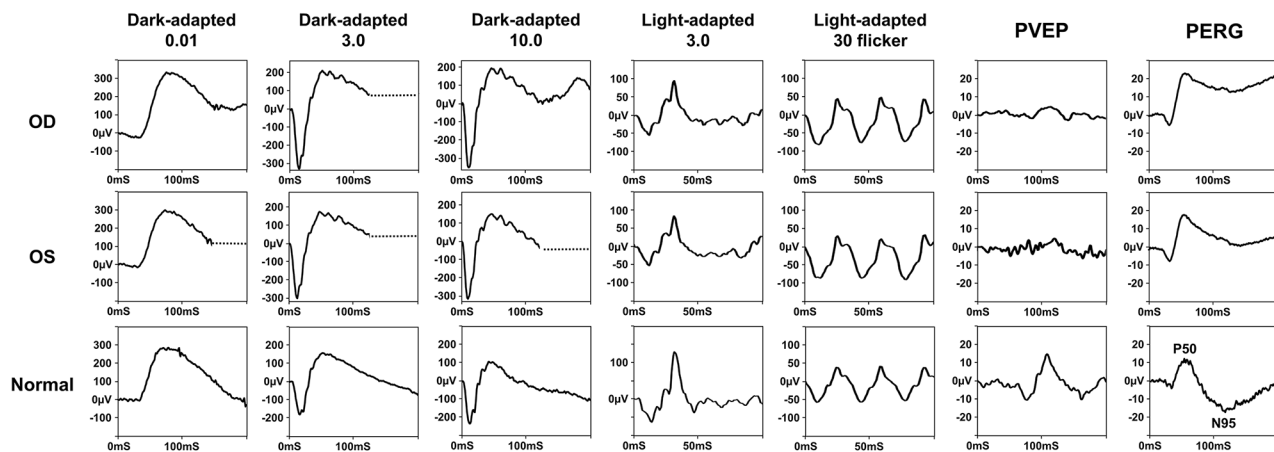 Dark-adapted 0.01
Dark-adapted 3.0
Dark-adapted 10.0
Light-adapted 3.0
Light-adapted 30 flicker
PVEP
PERG
OD
300
200
100
0µV
-100
0mS 100mS
200
100
0µV
-100
-200
-300
0mS 100mS
200
100
0µV
-100
-200
-300
0mS 100mS
100
50
0µV
-50
-100
0mS 50mS
100
50
0µV
-50
-100
0mS 50mS
20
10
0µV
-10
-20
0mS 100mS
20
10
0µV
-10
-20
0mS 100mS
OS
300
200
100
0µV
-100
0mS 100mS
200
100
0µV
-100
-200
-300
0mS 100mS
200
100
0µV
-100
-200
-300
0mS 100mS
100
50
0µV
-50
-100
0mS 50mS
100
50
0µV
-50
-100
0mS 50mS
20
10
0µV
-10
-20
0mS 100mS
20
10
0µV
-10
-20
0mS 100mS
Normal
300
200
100
0µV
-100
0mS 100mS
200
100
0µV
-100
-200
-300
0mS 100mS
200
100
0µV
-100
-200
-300
0mS 100mS
100
0µV
0mS 50mS
100
50
0µV
-50
-100
0mS 50mS
20
10
0µV
-10
-20
0mS 100mS
20
10
0µV
-10
-20
P50
N95
0mS 100mS